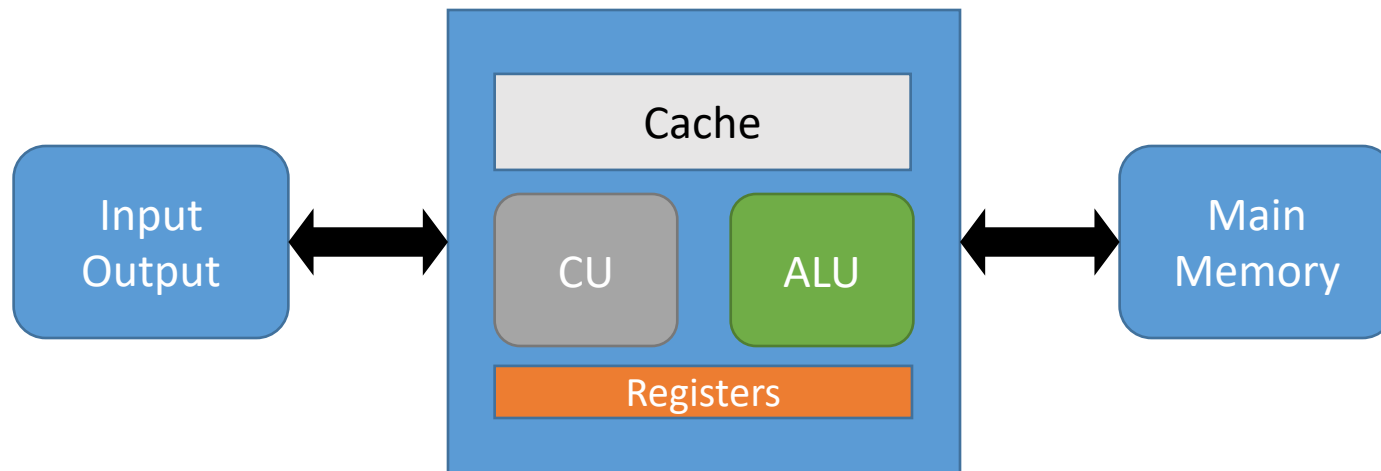 Cache
Input
Output
CU
ALU
Main
Memory
Registers